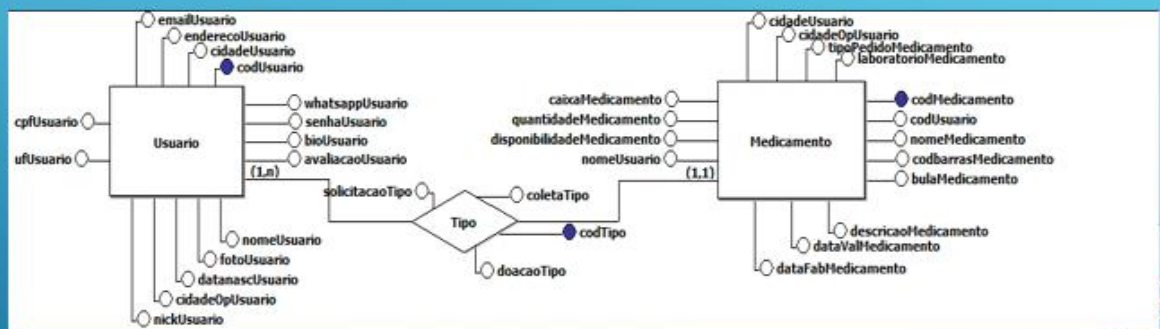 emailUsuario
enderecoUsuario
cidadeUsuario
codUsuario
cpfUsuario
ufUsuario
Usuario
whatsappUsuario
senhaUsuario
bioUsuario
avaliacaoUsuario
(1,n)
nomeUsuario
fotoUsuario
datanascUsuario
cidadeOpUsuario
nickUsuario
solicitacaoTipo
coletaTipo
Tipo
codTipo
doacaoTipo
cidadeUsuario
cidadeOpUsuario
tipoPedidoMedicamento
laboratorioMedicamento
caixaMedicamento
quantidadeMedicamento
disponibilidadeMedicamento
nomeUsuario
(1,1)
Medicamento
codMedicamento
codUsuario
nomeMedicamento
codbarrasMedicamento
bulaMedicamento
descricaoMedicamento
dataValMedicamento
dataFabMedicamento